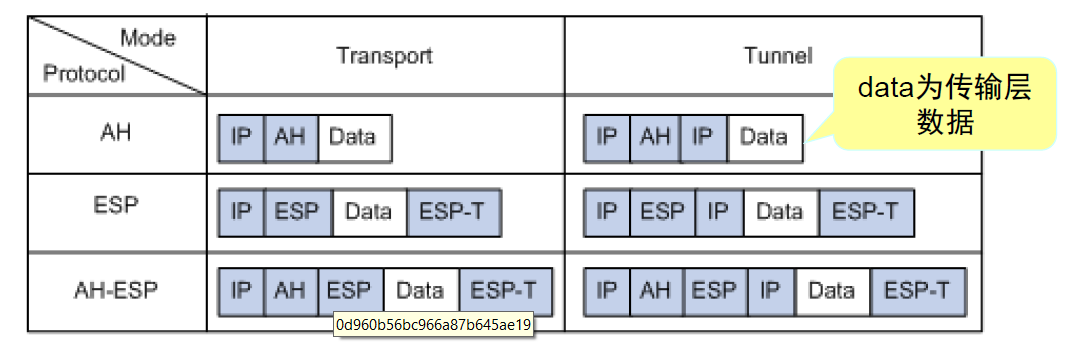 Mode
Protocol
Transport
Tunnel
data为传输层
数据
AH
IP AH Data
IP AH IP Data
ESP
IP ESP Data ESP-T
IP ESP IP Data ESP-T
AH-ESP
IP AH ESP Data ESP-T
IP AH ESP IP Data ESP-T
0d960b56bc966a87b645ae19